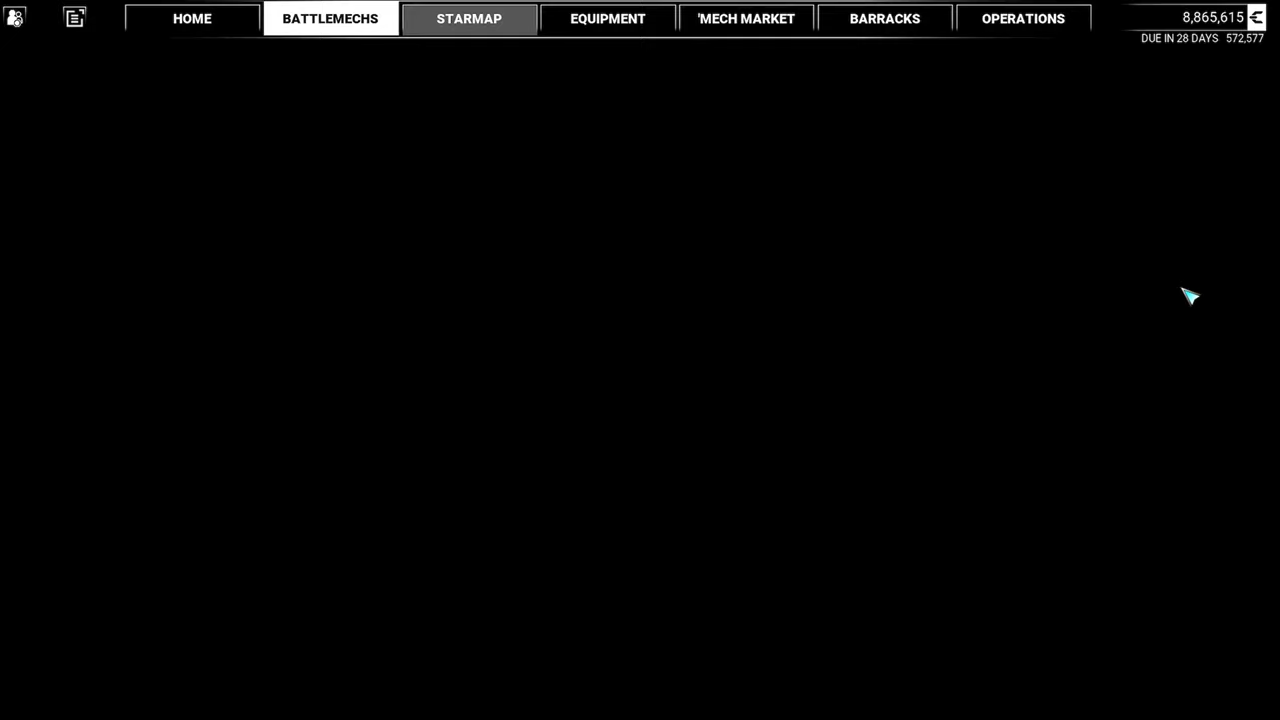 HOME BATTLEMECHS STARMAP EQUIPMENT 'MECH MARKET BARRACKS OPERATIONS 8,865,615
DUE IN 28 DAYS 572,577